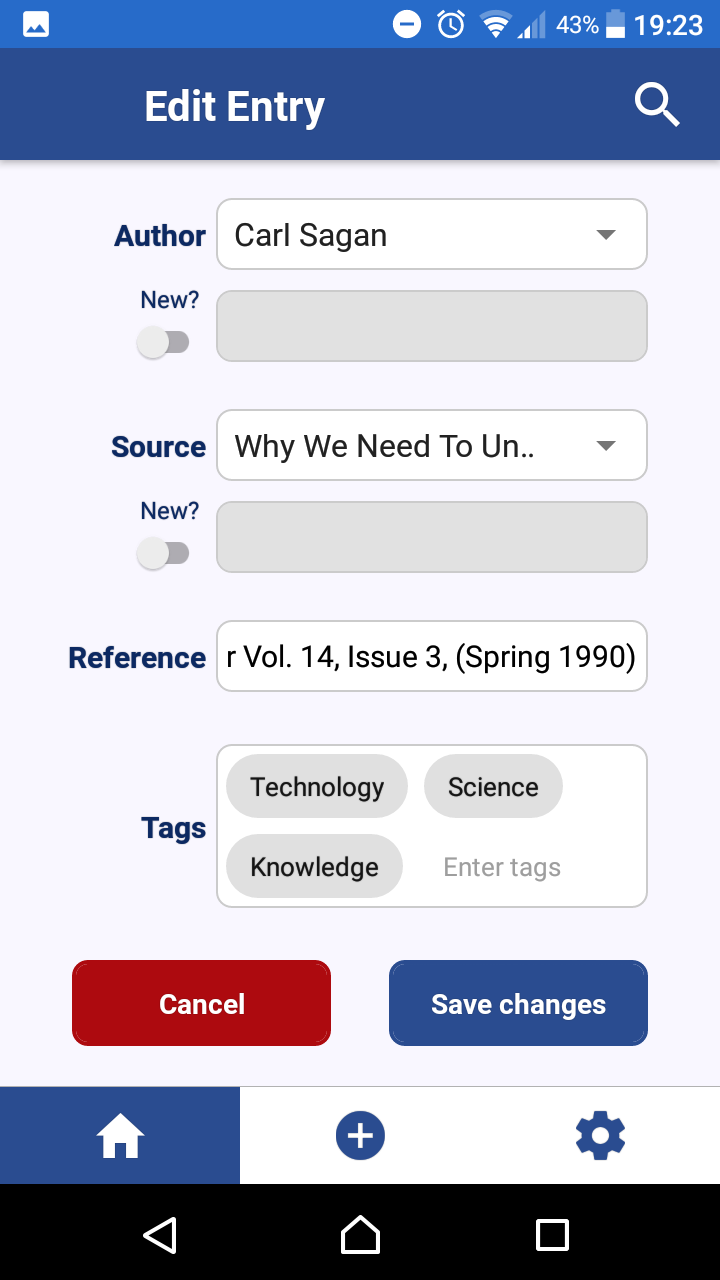 43% 19:23
Edit Entry
Author Carl Sagan
New?
Source Why We Need To Un..
New?
Reference r Vol. 14, Issue 3, (Spring 1990)
Technology Science
Tags
Knowledge Enter tags
Cancel Save changes